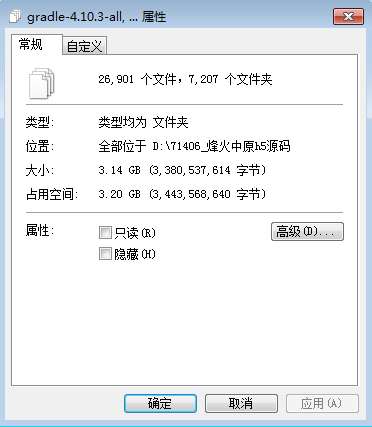 gradle-4.10.3-all, ... 属性
常规 自定义
26,901 个文件，7,207 个文件夹
类型: 类型均为 文件夹
位置: 全部位于 D:\71406_烽火中原h5源码
大小: 3.14 GB (3,380,537,614 字节)
占用空间: 3.20 GB (3,443,568,640 字节)
属性: 只读(R) 高级(D)...
隐藏(H)
确定 取消 应用(A)